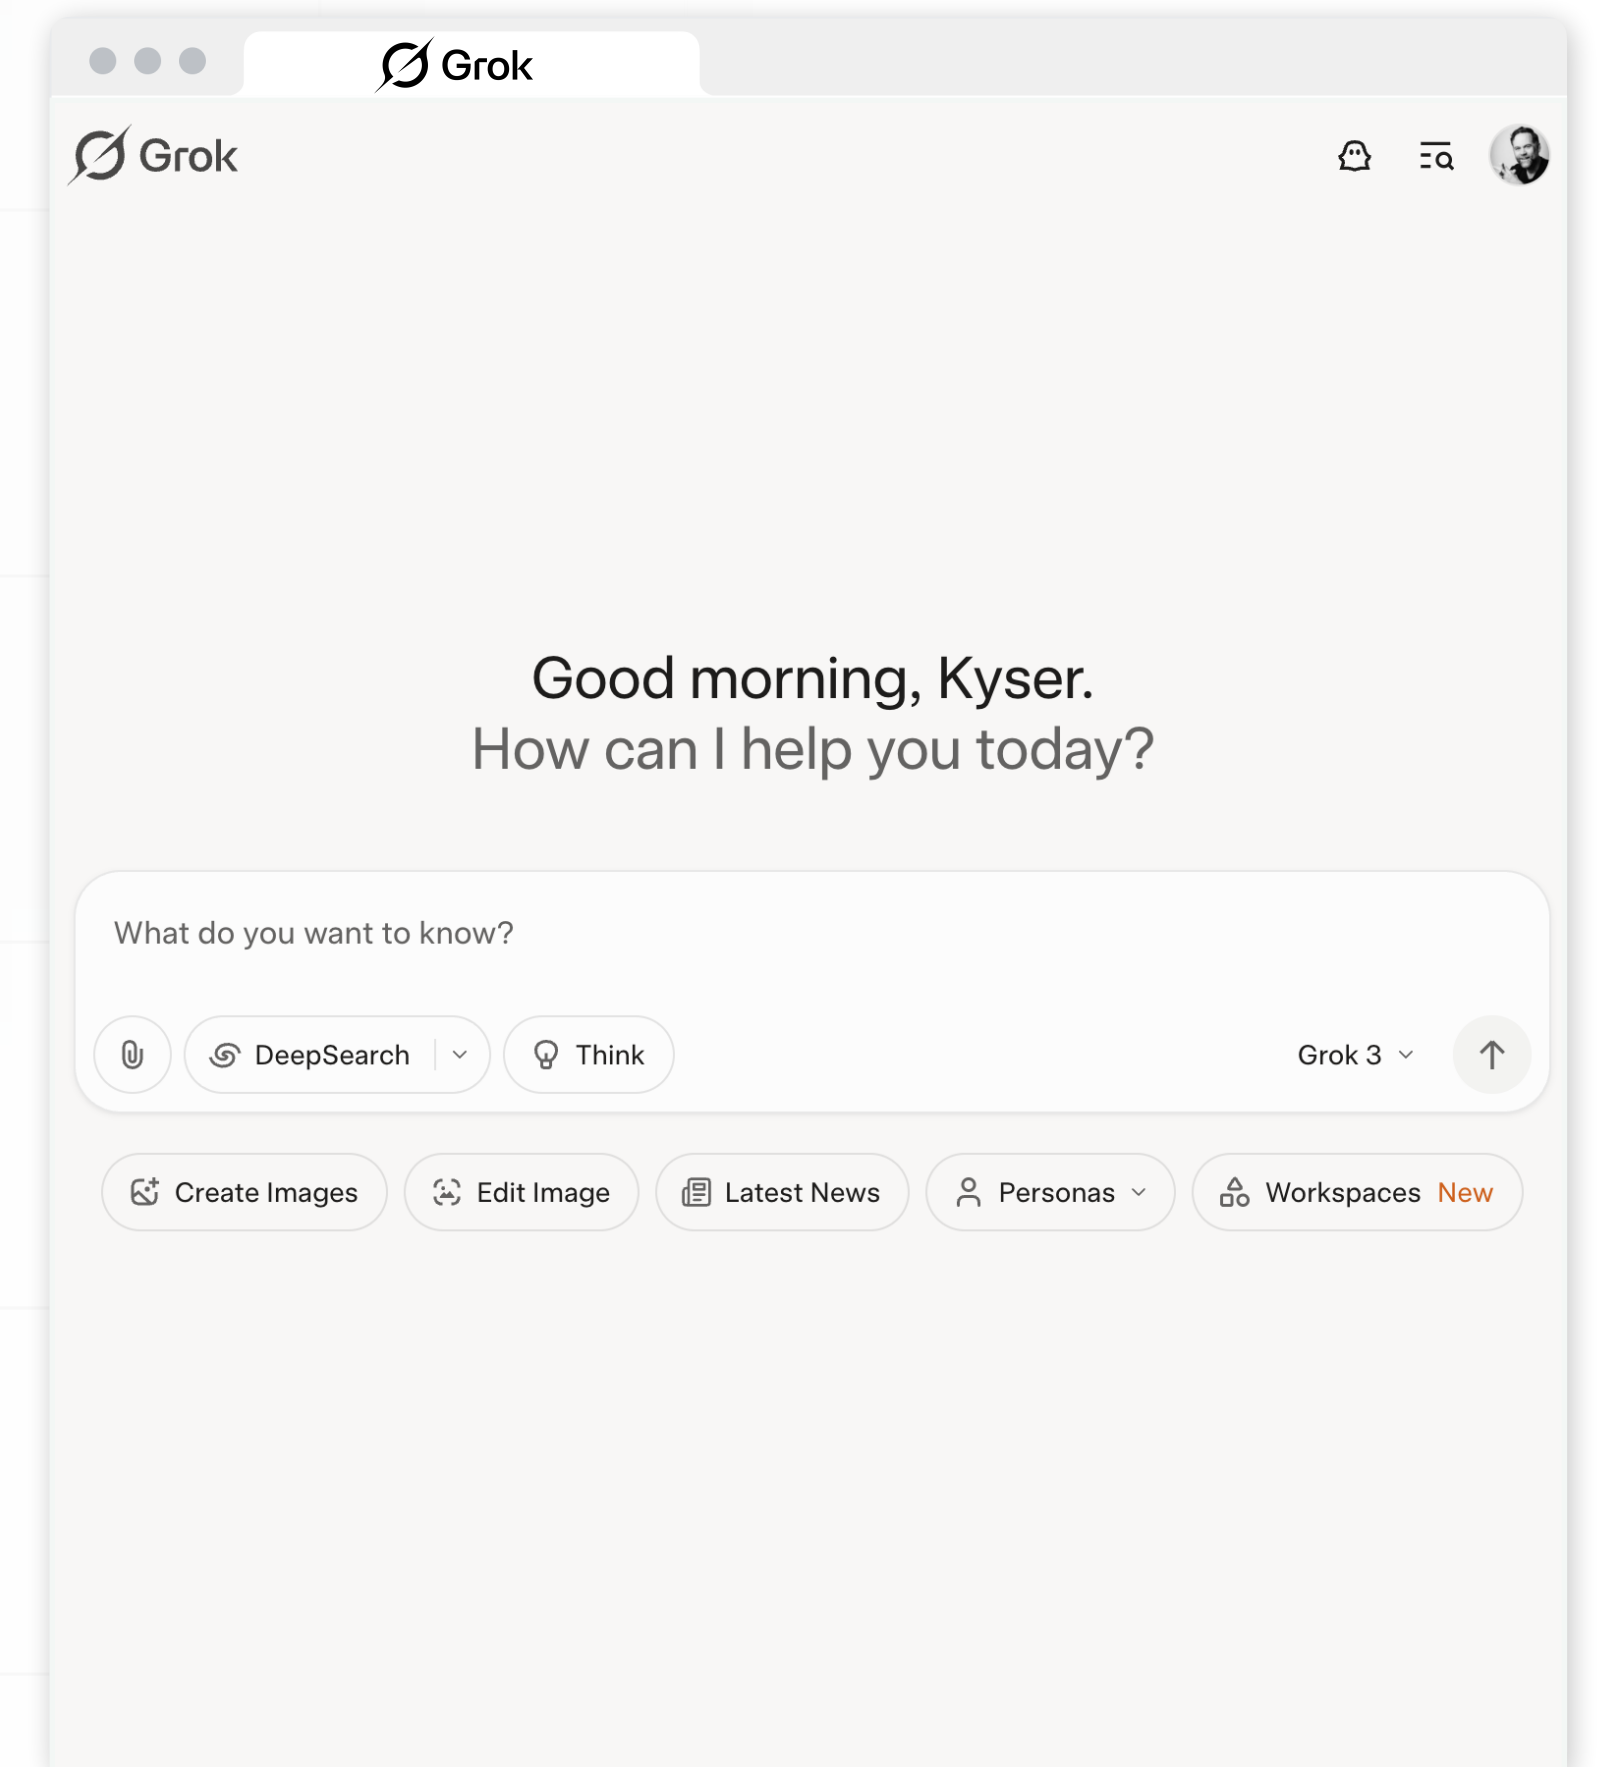 Grok
Grok
Good morning, Kyser.
How can I help you today?
What do you want to know?
DeepSearch
Think
Grok 3
Create Images
Edit Image
Latest News
Personas
Workspaces New